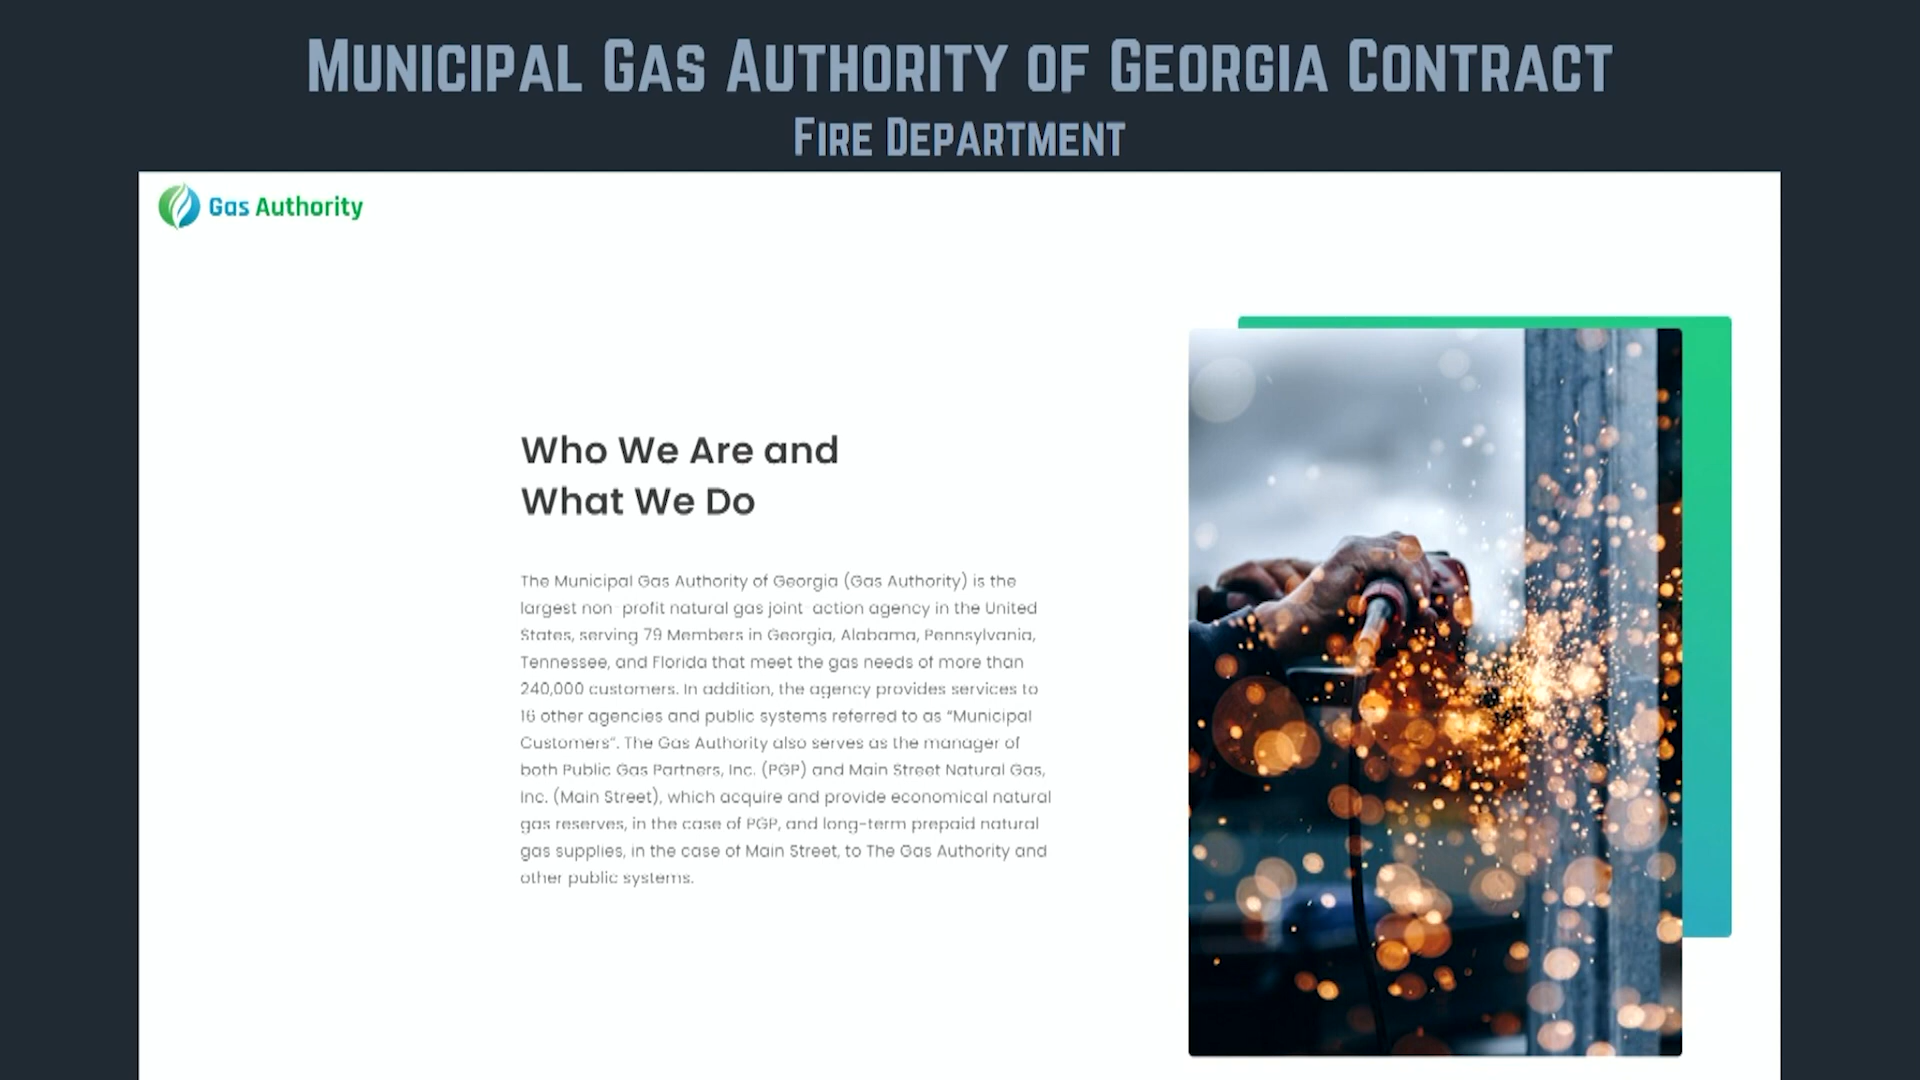 Municipal Gas Authority of Georgia Contract
Fire Department
Gas Authority
Who We Are and
What We Do
The Municipal Gas Authority of Georgia (Gas Authority) is the
largest non-profit natural gas joint-action agency in the United
States, serving 79 Members in Georgia, Alabama, Pennsylvania,
Tennessee, and Florida that meet the gas needs of more than
240,000 customers. In addition, the agency provides services to
16 other agencies and public systems referred to as “Municipal
Customers”. The Gas Authority also serves as the manager of
both Public Gas Partners, Inc. (PGP) and Main Street Natural Gas,
Inc. (Main Street), which acquire and provide economical natural
gas reserves, in the case of PGP, and long-term prepaid natural
gas supplies, in the case of Main Street, to The Gas Authority and
other public systems.